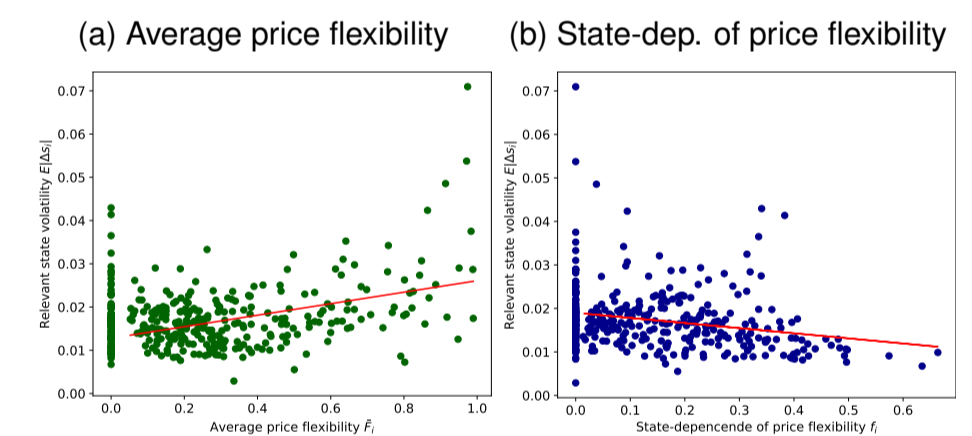 (a) Average price flexibility
(b) State-dep. of price flexibility
Relevant state volatility E|Δsᵢ|
0.07
0.06
0.05
0.04
0.03
0.02
0.01
0.00
0.0 0.2 0.4 0.6 0.8 1.0
Average price flexibility F̄ᵢ
Relevant state volatility E|Δsᵢ|
0.07
0.06
0.05
0.04
0.03
0.02
0.01
0.00
0.0 0.1 0.2 0.3 0.4 0.5 0.6
State-depencende of price flexibility fᵢ